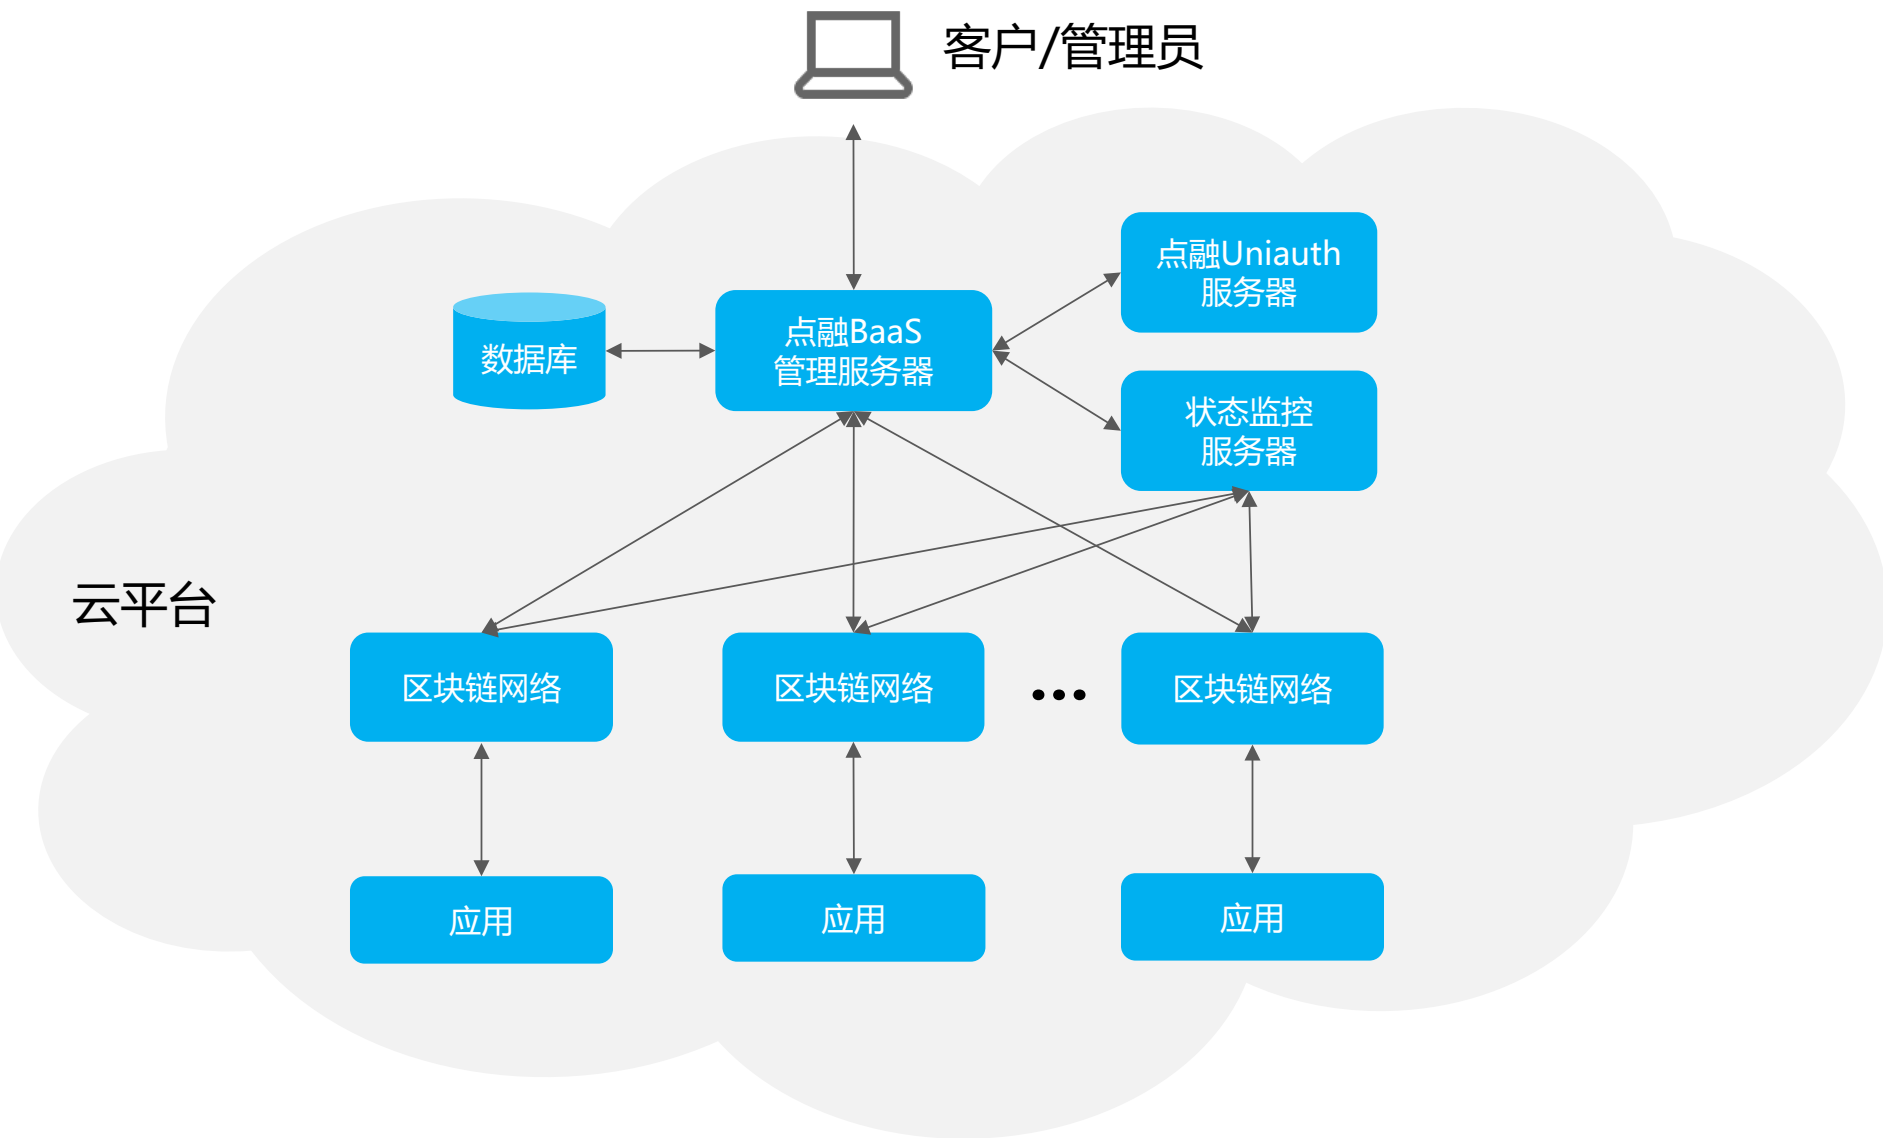 客户/管理员
点融Uniauth
服务器
数据库
点融BaaS
管理服务器
状态监控
服务器
云平台
区块链网络
区块链网络
...
区块链网络
应用
应用
应用